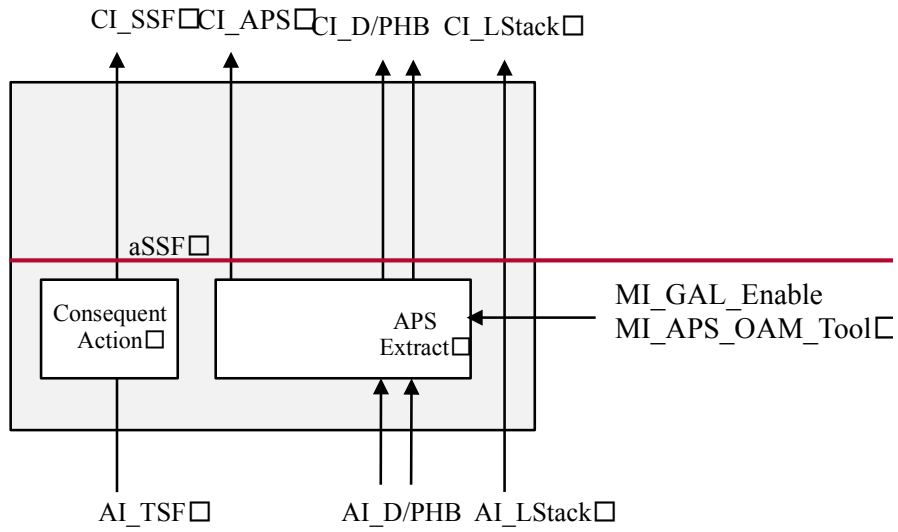 CI_SSF□ CI_APS□ CI_D/PHB CI_LStack□
aSSF□
Consequent
Action□
APS
Extract□
MI_GAL_Enable
MI_APS_OAM_Tool□
AI_TSF□ AI_D/PHB AI_LStack□